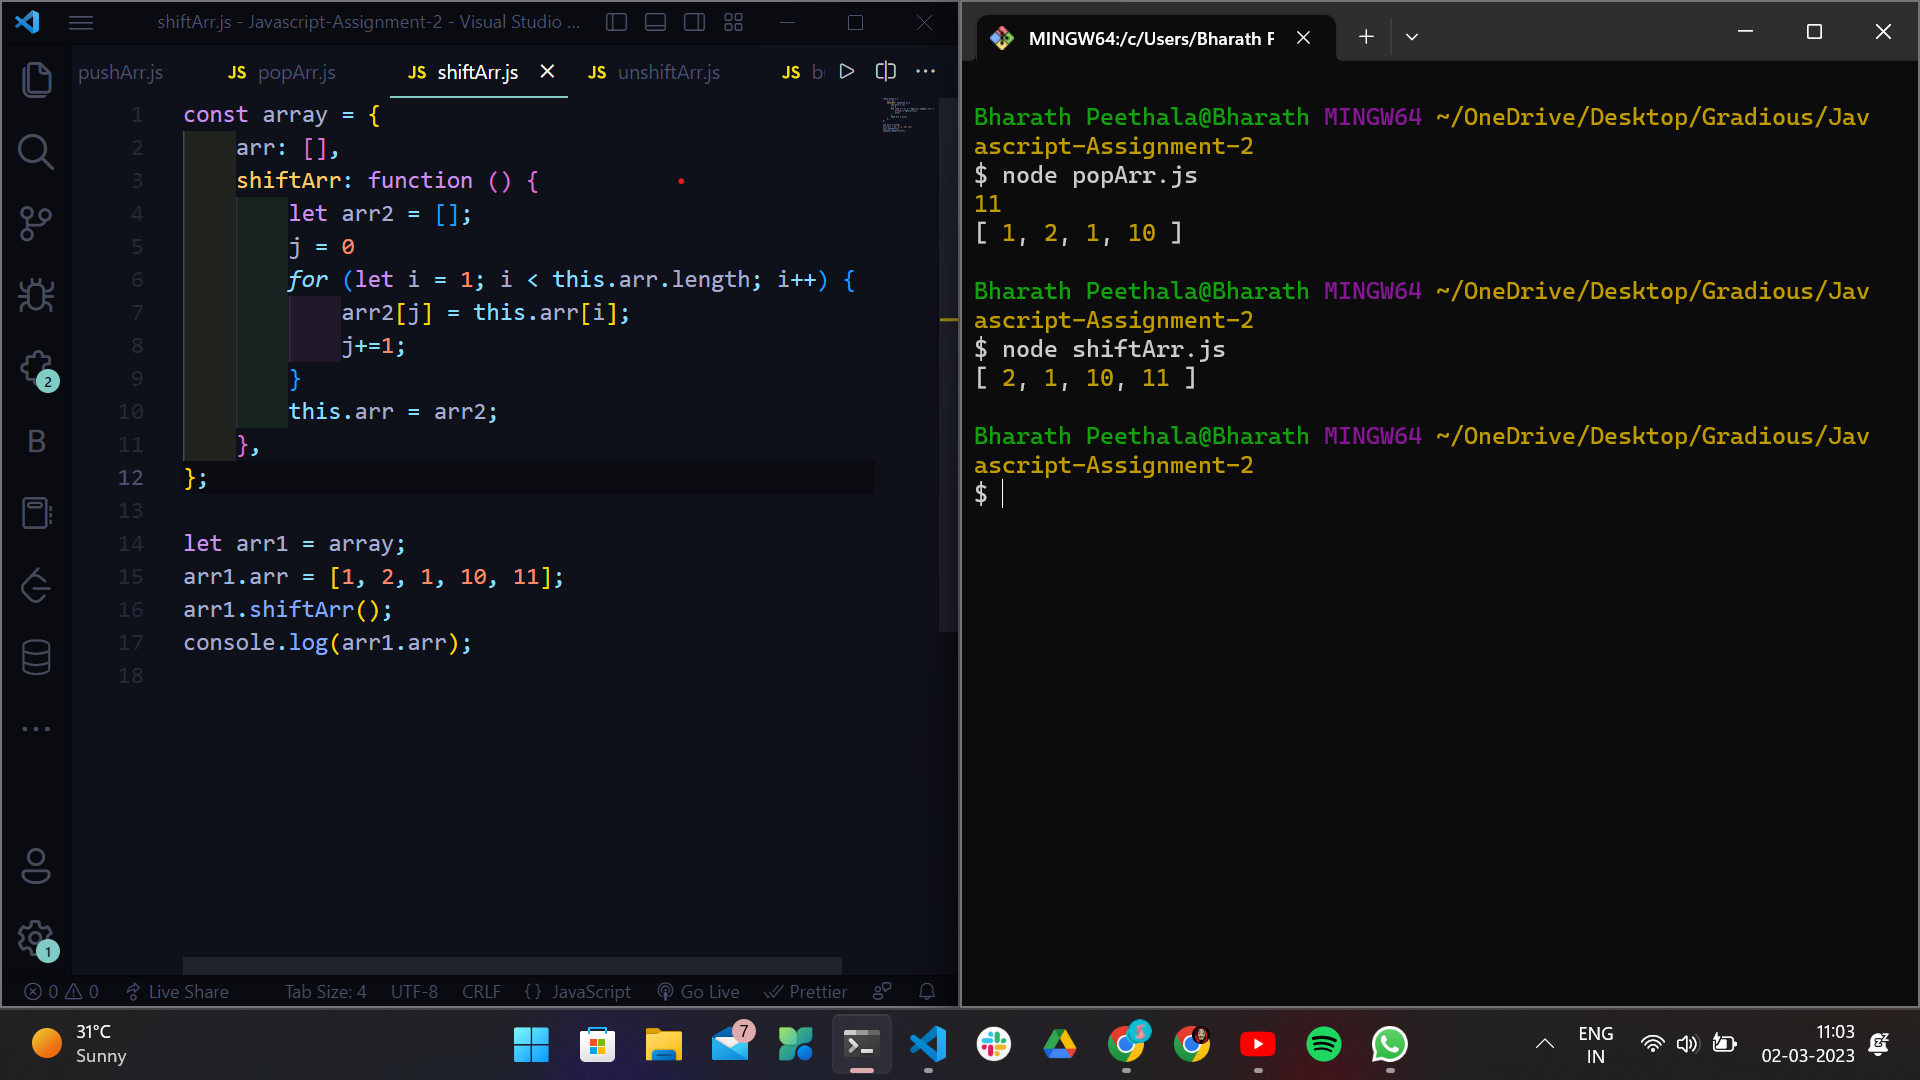 shiftArr.js - Javascript-Assignment-2 - Visual Studio ...
pushArr.js
JS popArr.js
JS shiftArr.js
JS unshiftArr.js
JS b
1 const array = {
2 arr: [],
3 shiftArr: function () {
4 let arr2 = [];
5 j = 0
6 for (let i = 1; i < this.arr.length; i++) {
7 arr2[j] = this.arr[i];
8 j+=1;
9 }
10 this.arr = arr2;
11 },
12 };
13
14 let arr1 = array;
15 arr1.arr = [1, 2, 1, 10, 11];
16 arr1.shiftArr();
17 console.log(arr1.arr);
18
2
B
1
0 0 Live Share Tab Size: 4 UTF-8 CRLF {} JavaScript Go Live Prettier
MINGW64:/c/Users/Bharath P
Bharath Peethala@Bharath MINGW64 ~/OneDrive/Desktop/Gradious/Jav
ascript-Assignment-2
$ node popArr.js
11
[ 1, 2, 1, 10 ]
Bharath Peethala@Bharath MINGW64 ~/OneDrive/Desktop/Gradious/Jav
ascript-Assignment-2
$ node shiftArr.js
[ 2, 1, 10, 11 ]
Bharath Peethala@Bharath MINGW64 ~/OneDrive/Desktop/Gradious/Jav
ascript-Assignment-2
$
31°C
Sunny
7
ENG
IN
11:03
02-03-2023